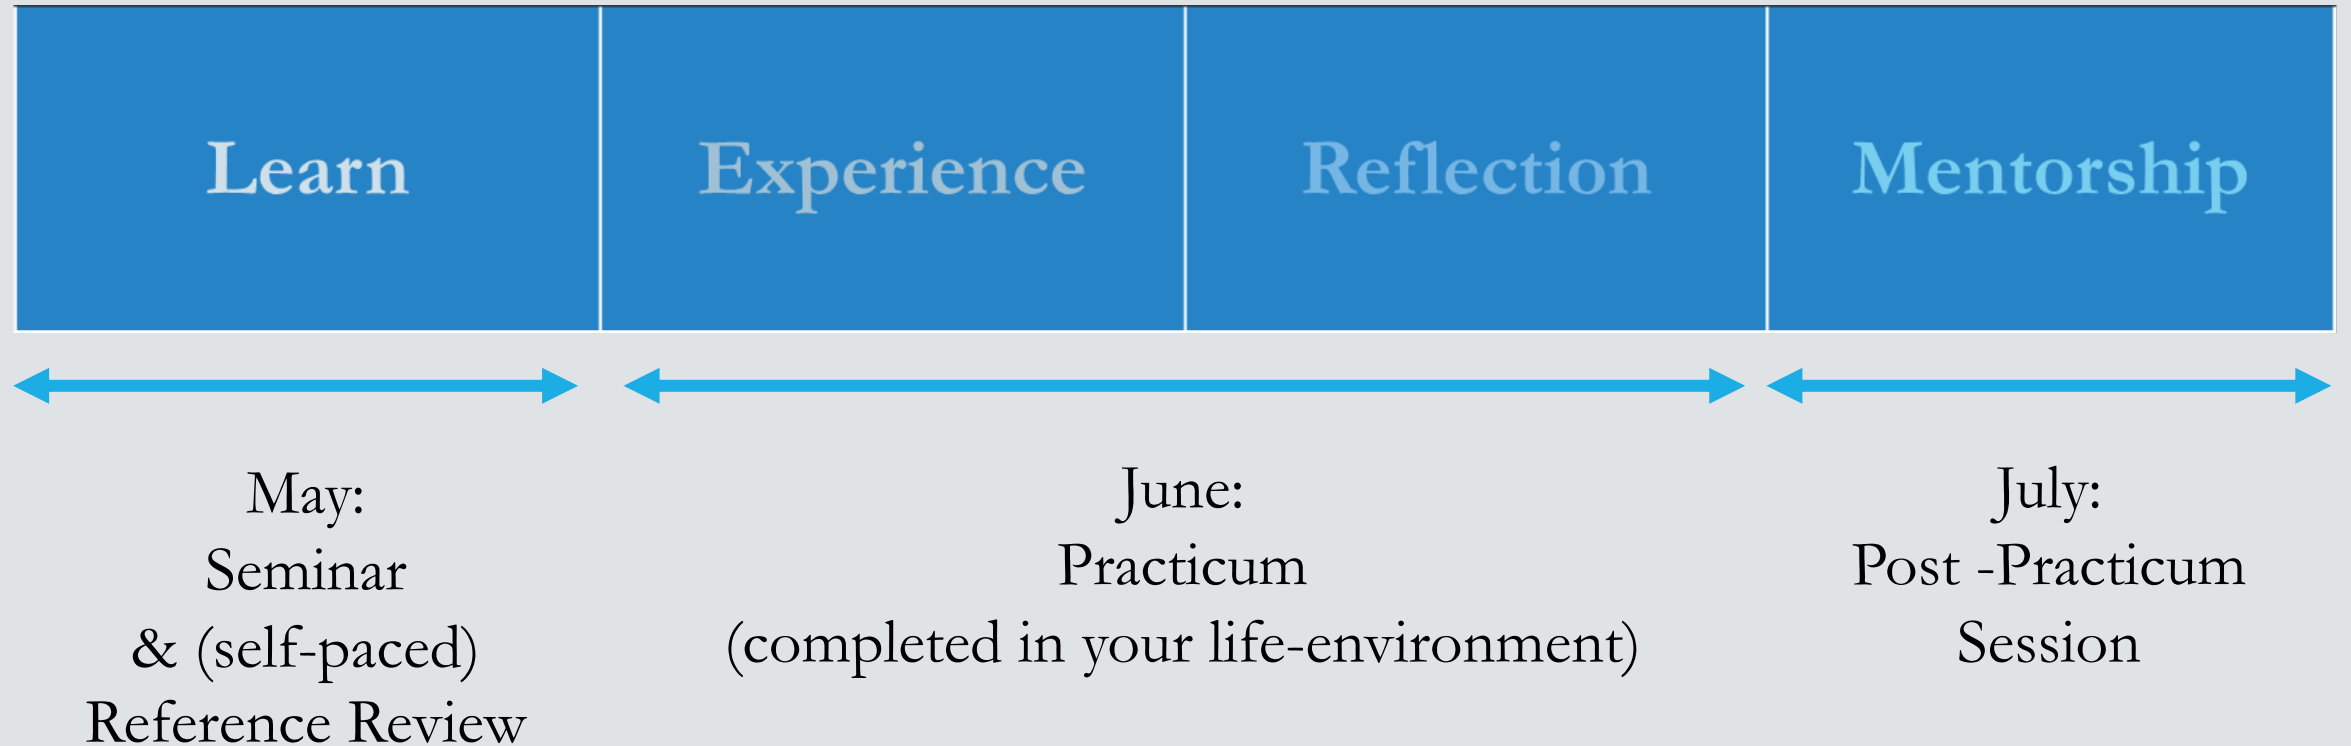 Learn
Experience
Reflection
Mentorship
May:
Seminar
& (self-paced)
Reference Review
June:
Practicum
(completed in your life-environment)
July:
Post -Practicum
Session